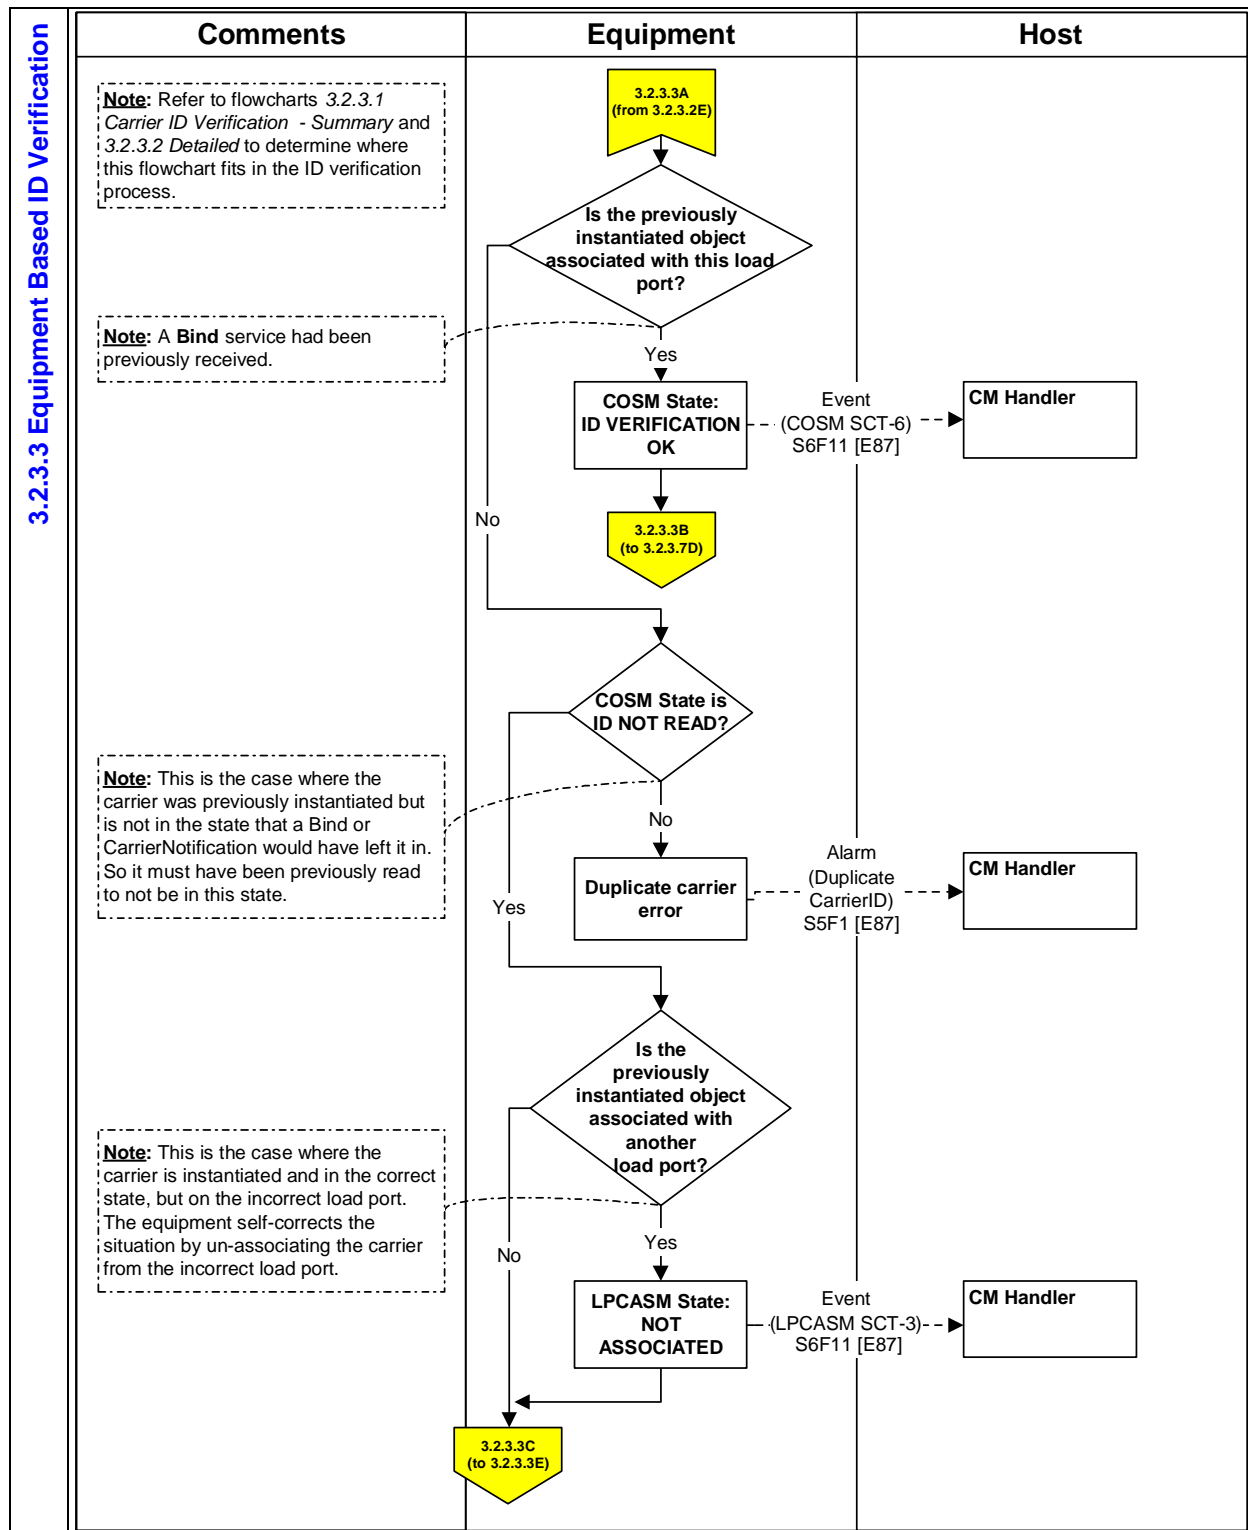 3.2.3.3 Equipment Based ID Verification
Comments
Equipment
Host
3.2.3.3A
(from 3.2.3.2E)
Note: Refer to flowcharts 3.2.3.1
Carrier ID Verification - Summary and
3.2.3.2 Detailed to determine where
this flowchart fits in the ID verification
process.
Is the previously
instantiated object
associated with this load
port?
Note: A Bind service had been
previously received.
Yes
COSM State:
ID VERIFICATION
OK
Event
(COSM SCT-6)
S6F11 [E87]
CM Handler
No
3.2.3.3B
(to 3.2.3.7D)
COSM State is
ID NOT READ?
Note: This is the case where the
carrier was previously instantiated but
is not in the state that a Bind or
CarrierNotification would have left it in.
So it must have been previously read
to not be in this state.
No
Yes
Duplicate carrier
error
Alarm
(Duplicate
CarrierID)
S5F1 [E87]
CM Handler
Is the
previously
instantiated object
associated with
another
load port?
Note: This is the case where the
carrier is instantiated and in the correct
state, but on the incorrect load port.
The equipment self-corrects the
situation by un-associating the carrier
from the incorrect load port.
No
Yes
LPCASM State:
NOT
ASSOCIATED
Event
(LPCASM SCT-3)
S6F11 [E87]
CM Handler
3.2.3.3C
(to 3.2.3.3E)